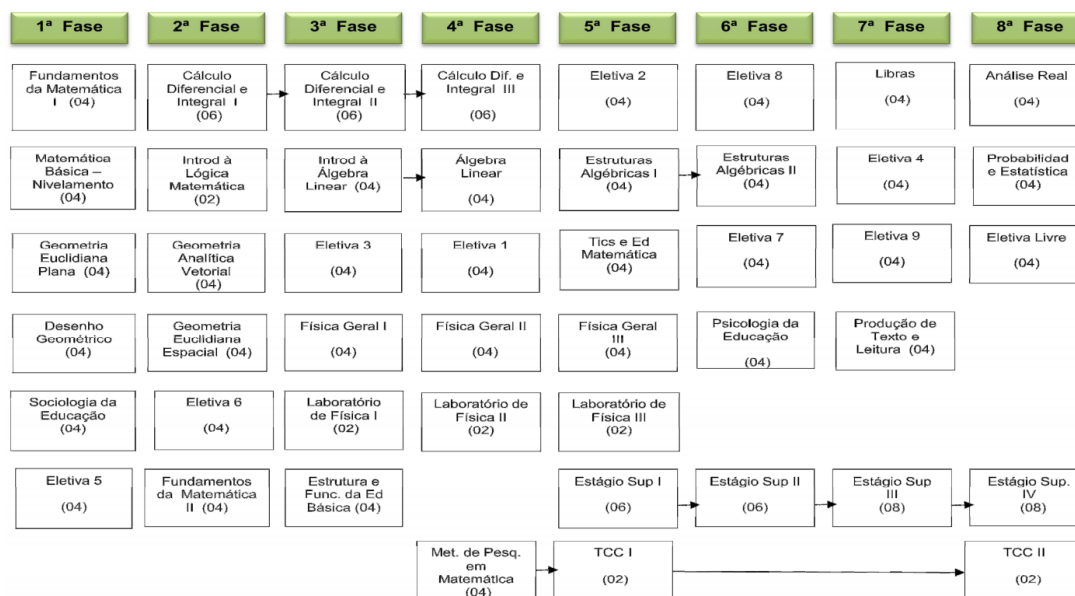 1ª Fase
2ª Fase
3ª Fase
4ª Fase
5ª Fase
6ª Fase
7ª Fase
8ª Fase
Fundamentos
da Matemática
I (04)
Cálculo
Diferencial e
Integral I
(06)
Cálculo
Diferencial e
Integral II
(06)
Cálculo Dif. e
Integral III
(06)
Eletiva 2
(04)
Eletiva 8
(04)
Libras
(04)
Análise Real
(04)
Matemática
Básica –
Nivelamento
(04)
Introd à
Lógica
Matemática
(02)
Introd à
Álgebra
Linear (04)
Álgebra
Linear
(04)
Estruturas
Algébricas I
(04)
Estruturas
Algébricas II
(04)
Eletiva 4
(04)
Probabilidad
e Estatística
(04)
Geometria
Euclidiana
Plana (04)
Geometria
Analítica
Vetorial
(04)
Eletiva 3
(04)
Eletiva 1
(04)
Tics e Ed
Matemática
(04)
Eletiva 7
(04)
Eletiva 9
(04)
Eletiva Livre
(04)
Desenho
Geométrico
(04)
Geometria
Euclidiana
Espacial (04)
Física Geral I
(04)
Física Geral II
(04)
Física Geral
III
(04)
Psicologia da
Educação
(04)
Produção de
Texto e
Leitura (04)
Sociologia da
Educação
(04)
Eletiva 6
(04)
Laboratório
de Física I
(02)
Laboratório de
Física II
(02)
Laboratório de
Física III
(02)
Eletiva 5
(04)
Fundamentos
da Matemática
II (04)
Estrutura e
Func. da Ed
Básica (04)
Estágio Sup I
(06)
Estágio Sup II
(06)
Estágio Sup
III
(08)
Estágio Sup.
IV
(08)
Met. de Pesq.
em
Matemática
(04)
TCC I
(02)
TCC II
(02)